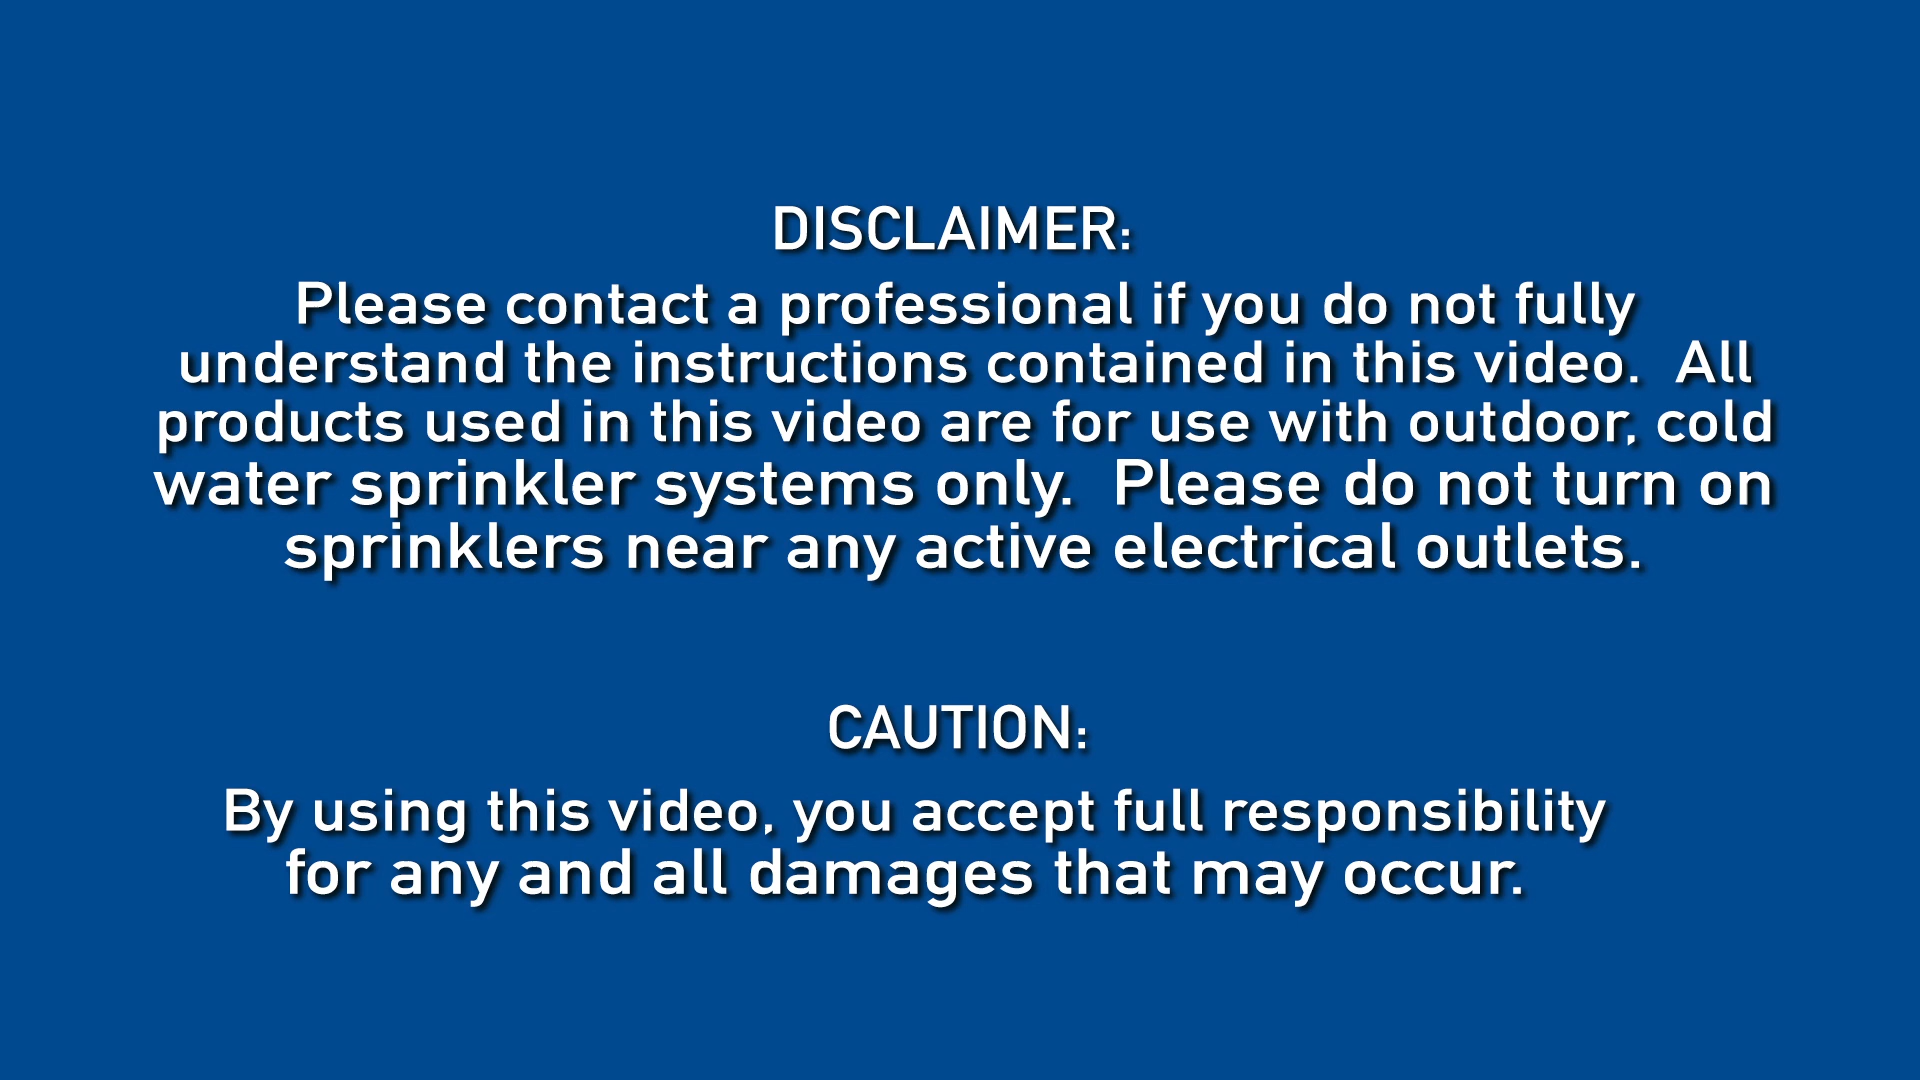 DISCLAIMER:
Please contact a professional if you do not fully
understand the instructions contained in this video.  All
products used in this video are for use with outdoor, cold
water sprinkler systems only.  Please do not turn on
sprinklers near any active electrical outlets.
CAUTION:
By using this video, you accept full responsibility
for any and all damages that may occur.